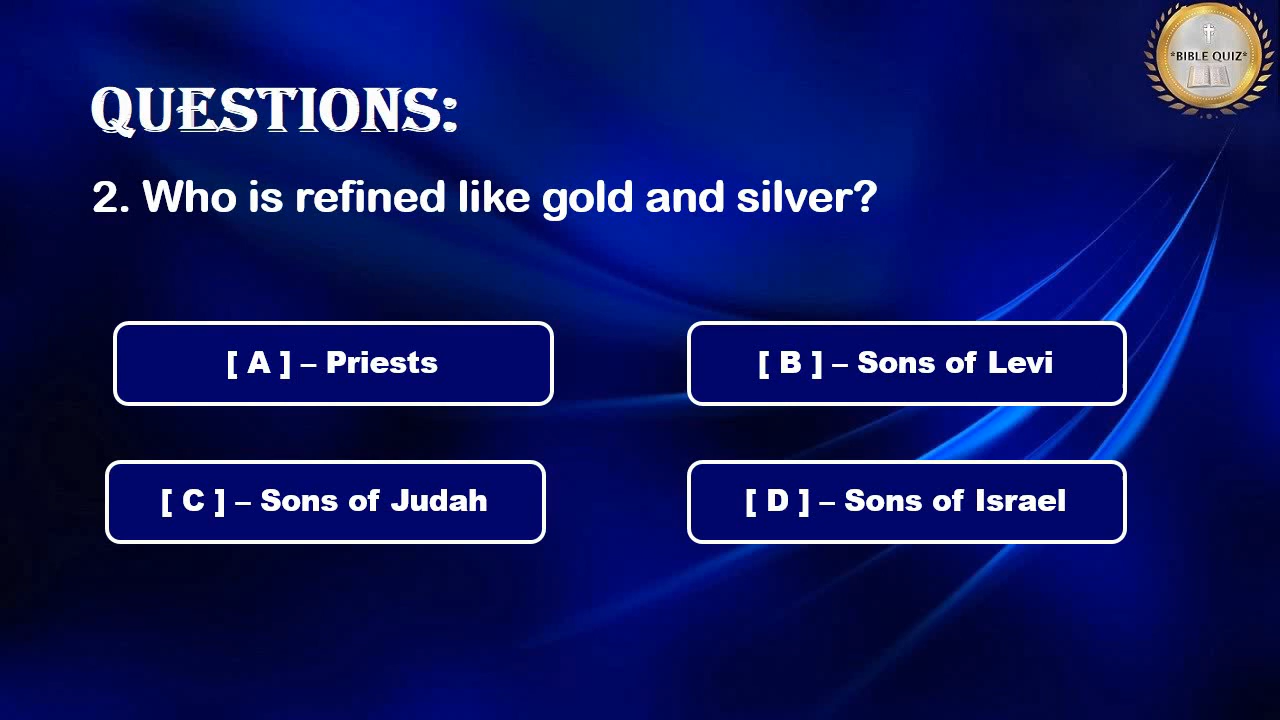 *BIBLE QUIZ*
QUESTIONS:
2. Who is refined like gold and silver?
[ A ] – Priests
[ B ] – Sons of Levi
[ C ] – Sons of Judah
[ D ] – Sons of Israel